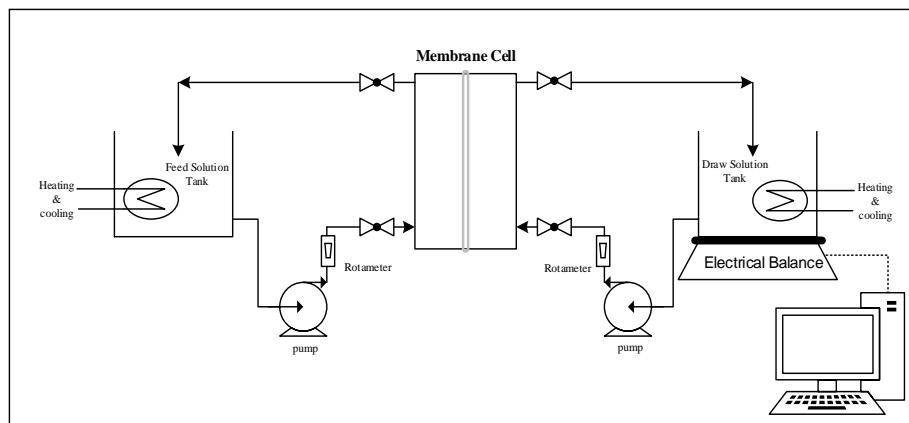 Membrane Cell
Feed Solution
Tank
Heating
&
cooling
Rotameter
pump
Draw Solution
Tank
Heating
&
cooling
Rotameter
pump
Electrical Balance